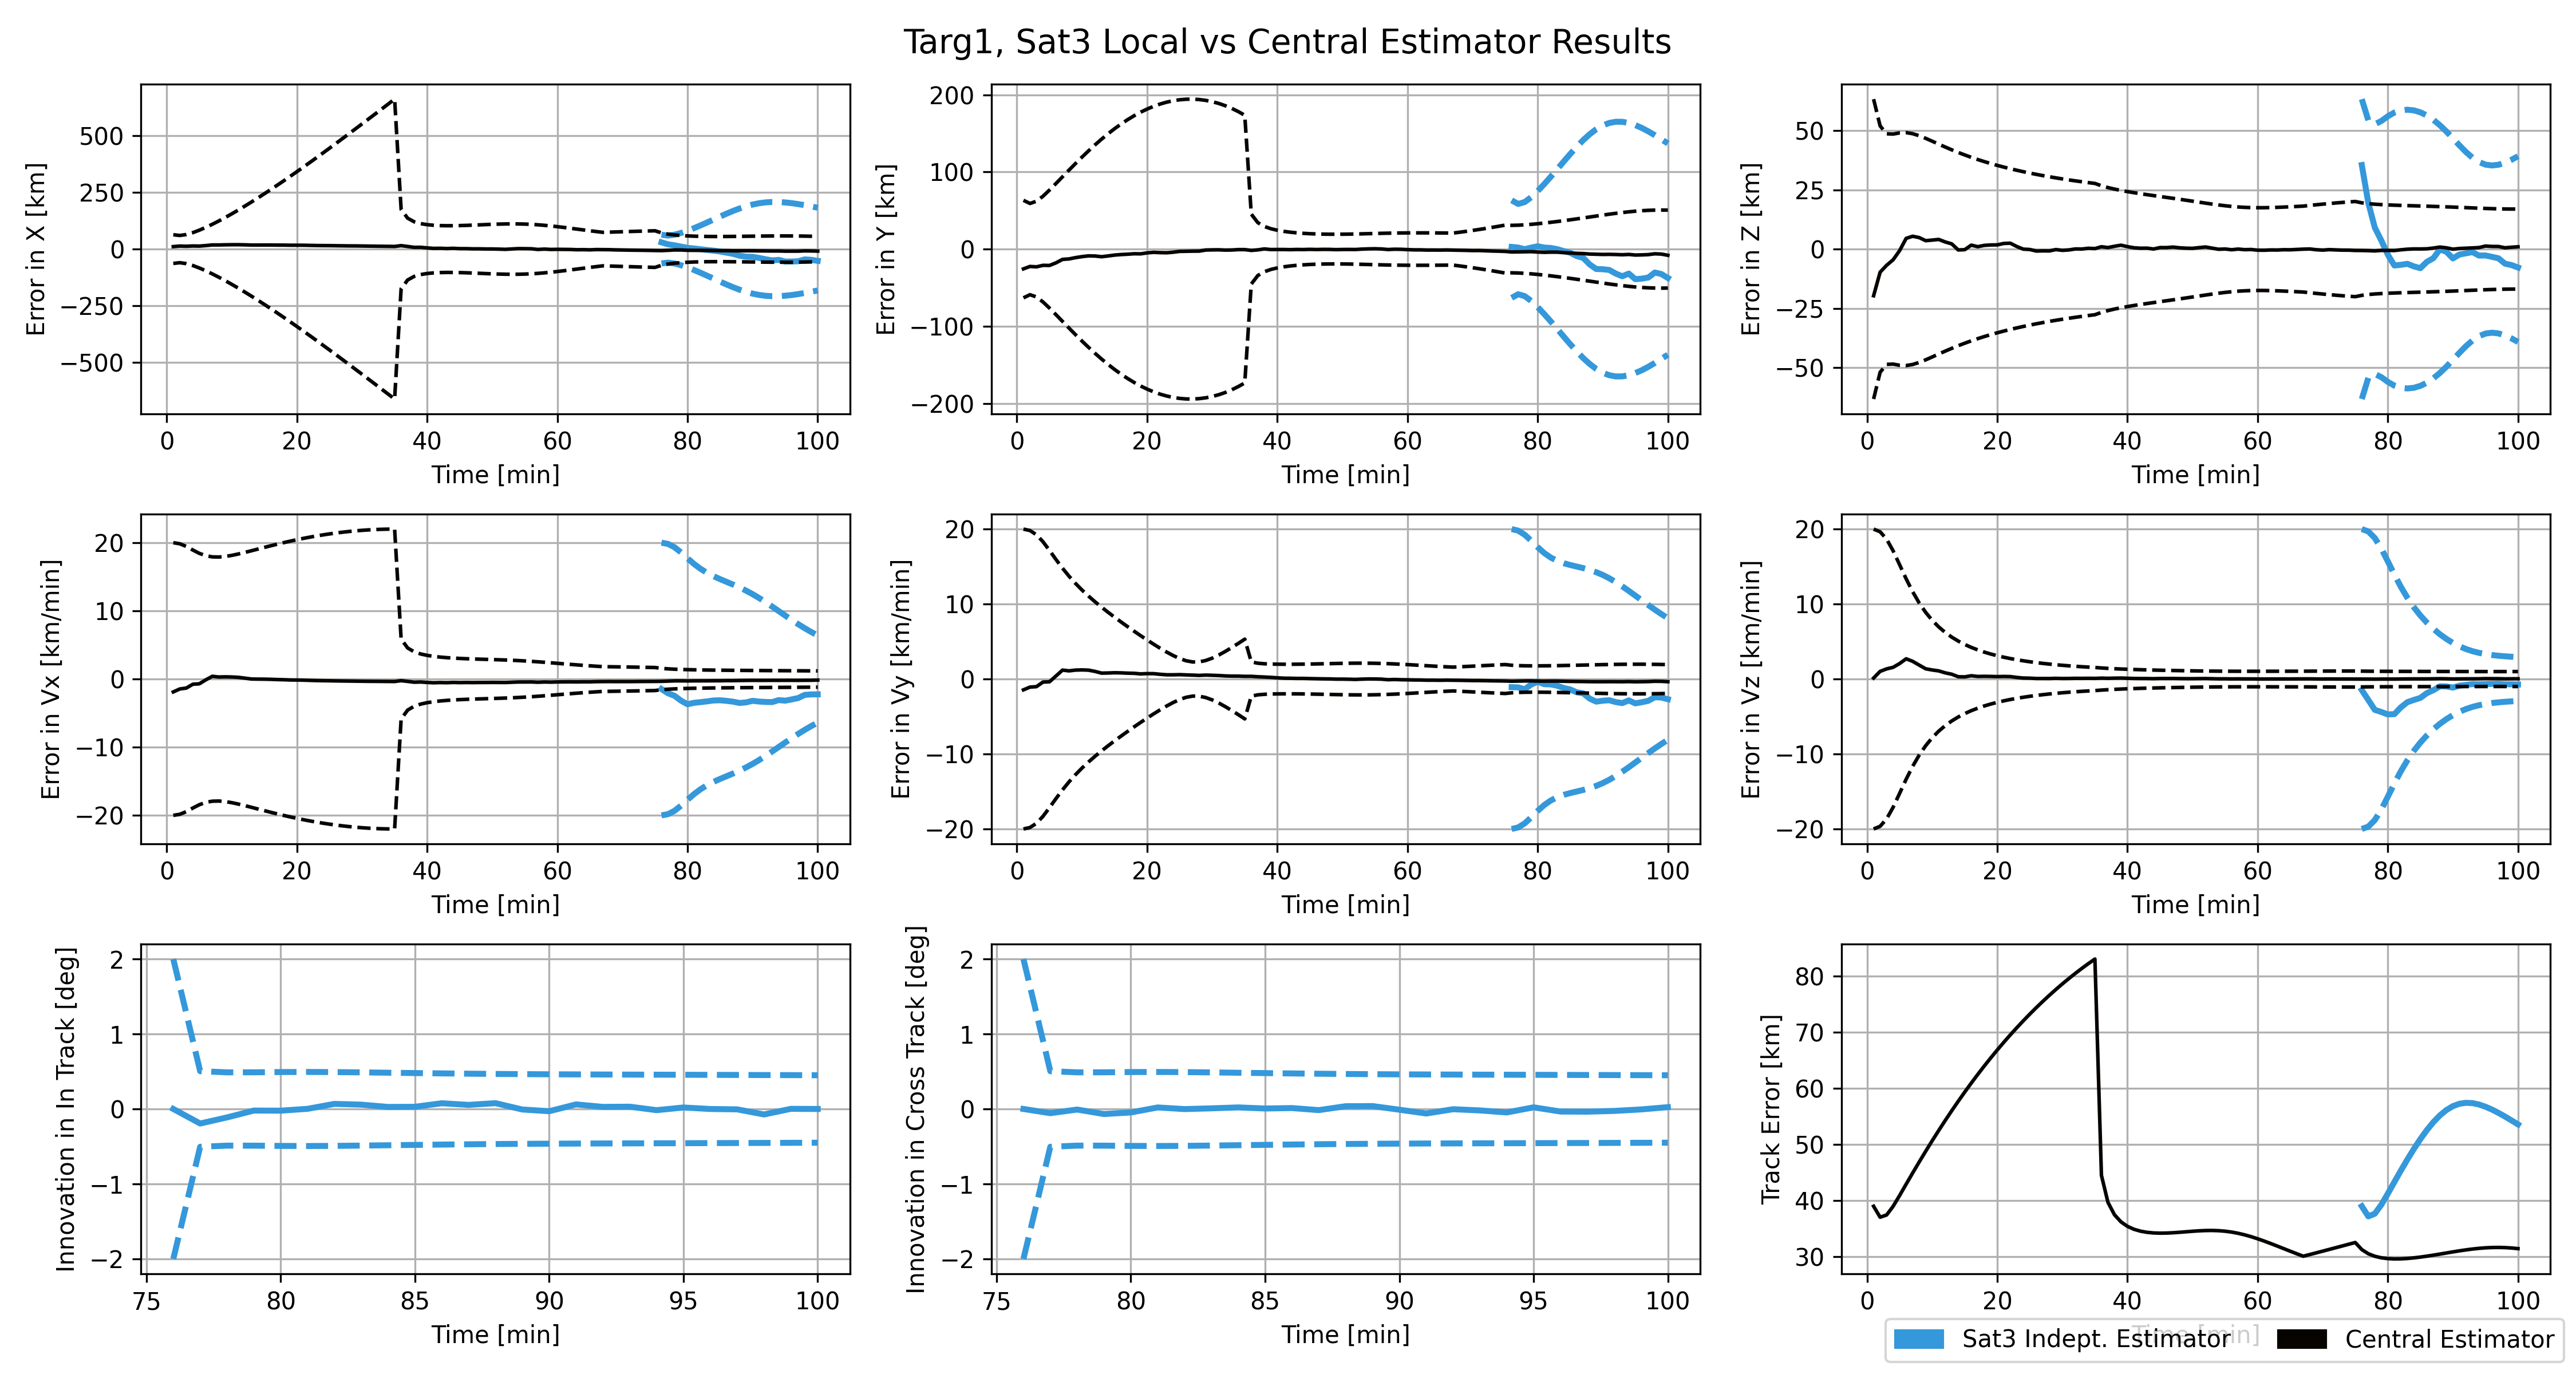 Targ1, Sat3 Local vs Central Estimator Results
Error in X [km]
500
250
0
−250
−500
0 20 40 60 80 100
Time [min]
Error in Y [km]
200
100
0
−100
−200
0 20 40 60 80 100
Time [min]
Error in Z [km]
50
25
0
−25
−50
0 20 40 60 80 100
Time [min]
Error in Vx [km/min]
20
10
0
−10
−20
0 20 40 60 80 100
Time [min]
Error in Vy [km/min]
20
10
0
−10
−20
0 20 40 60 80 100
Time [min]
Error in Vz [km/min]
20
10
0
−10
−20
0 20 40 60 80 100
Time [min]
Innovation in In Track [deg]
2
1
0
−1
−2
75 80 85 90 95 100
Time [min]
Innovation in Cross Track [deg]
2
1
0
−1
−2
75 80 85 90 95 100
Time [min]
Track Error [km]
80
70
60
50
40
30
0 20 40 60 80 100
Time [min]
Sat3 Indept. Estimator
Central Estimator